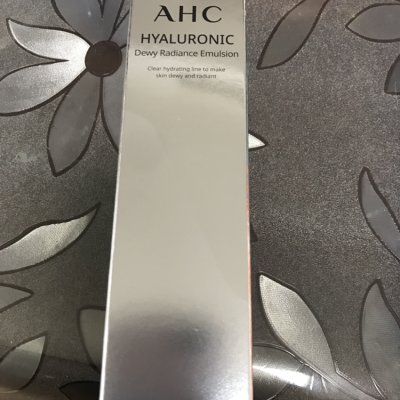 AHC
HYALURONIC
Dewy Radiance Emulsion
Clear hydrating line to make
skin dewy and radiant